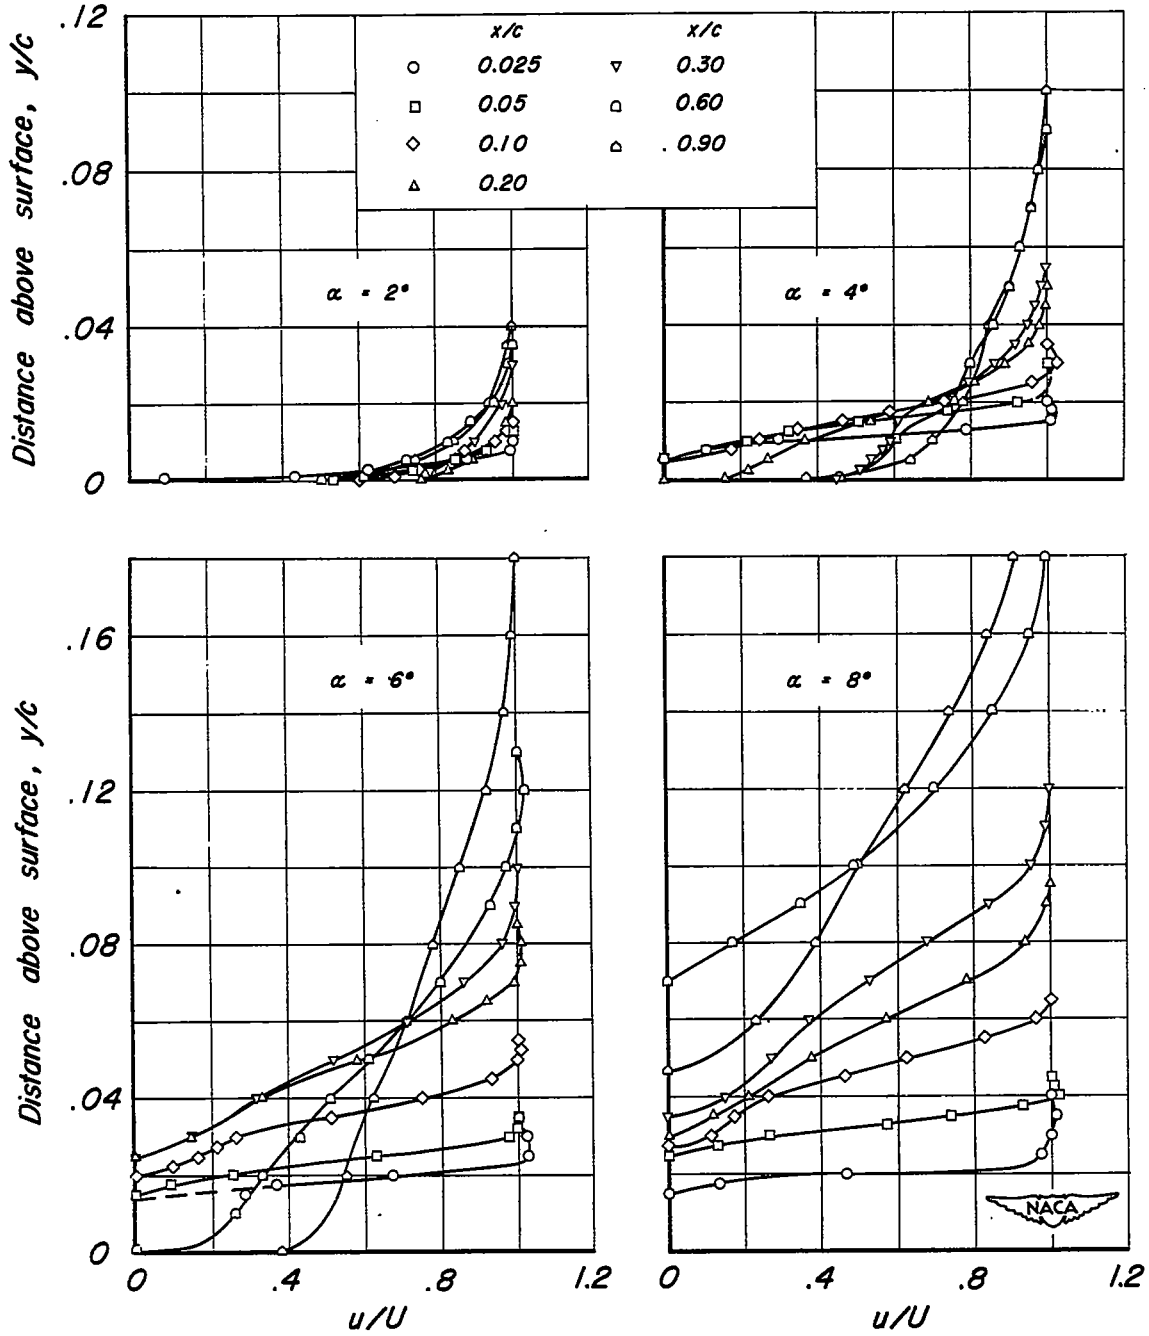 .12
.08
.04
0
Distance above surface, y/c
x/c x/c
0.025 0.30
0.05 0.60
0.10 . 0.90
0.20
α = 2°
α = 4°
.16
.12
.08
.04
0
Distance above surface, y/c
α = 6°
α = 8°
NACA
0 .4 .8 1.2
0 .4 .8 1.2
u/U
u/U